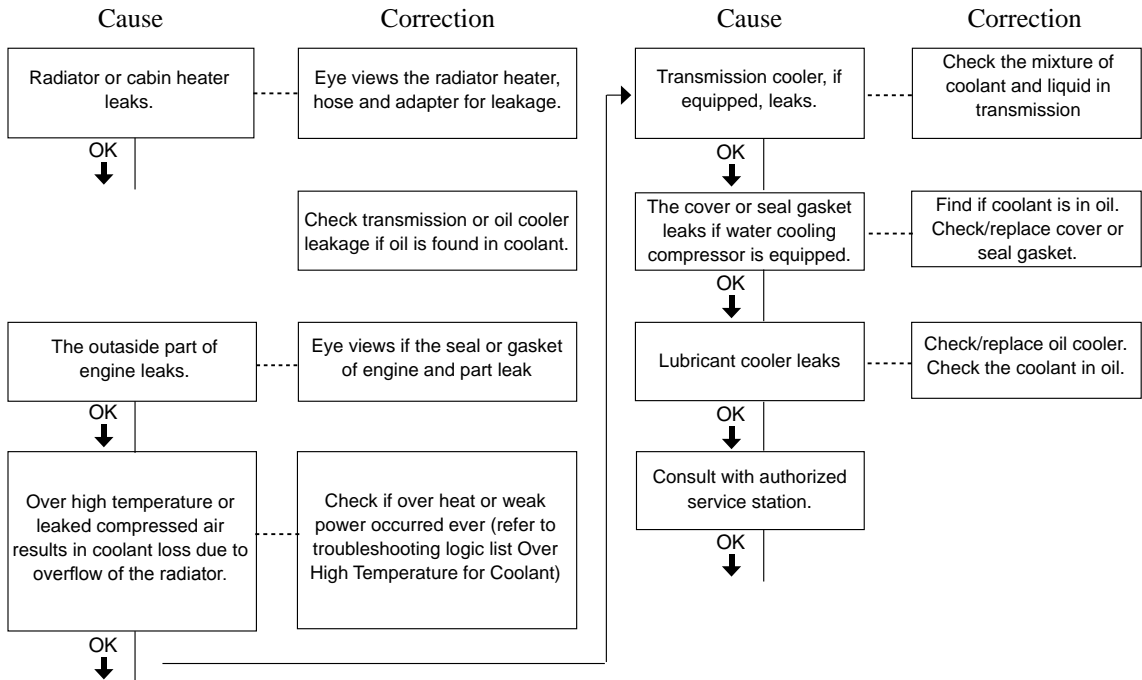 Cause
Correction
Radiator or cabin heater
leaks.
Eye views the radiator heater,
hose and adapter for leakage.
OK
Check transmission or oil cooler
leakage if oil is found in coolant.
The outaside part of
engine leaks.
Eye views if the seal or gasket
of engine and part leak
OK
Over high temperature or
leaked compressed air
results in coolant loss due to
overflow of the radiator.
Check if over heat or weak
power occurred ever (refer to
troubleshooting logic list Over
High Temperature for Coolant)
OK
Cause
Correction
Transmission cooler, if
equipped, leaks.
Check the mixture of
coolant and liquid in
transmission
OK
The cover or seal gasket
leaks if water cooling
compressor is equipped.
Find if coolant is in oil.
Check/replace cover or
seal gasket.
OK
Lubricant cooler leaks
Check/replace oil cooler.
Check the coolant in oil.
OK
Consult with authorized
service station.
OK